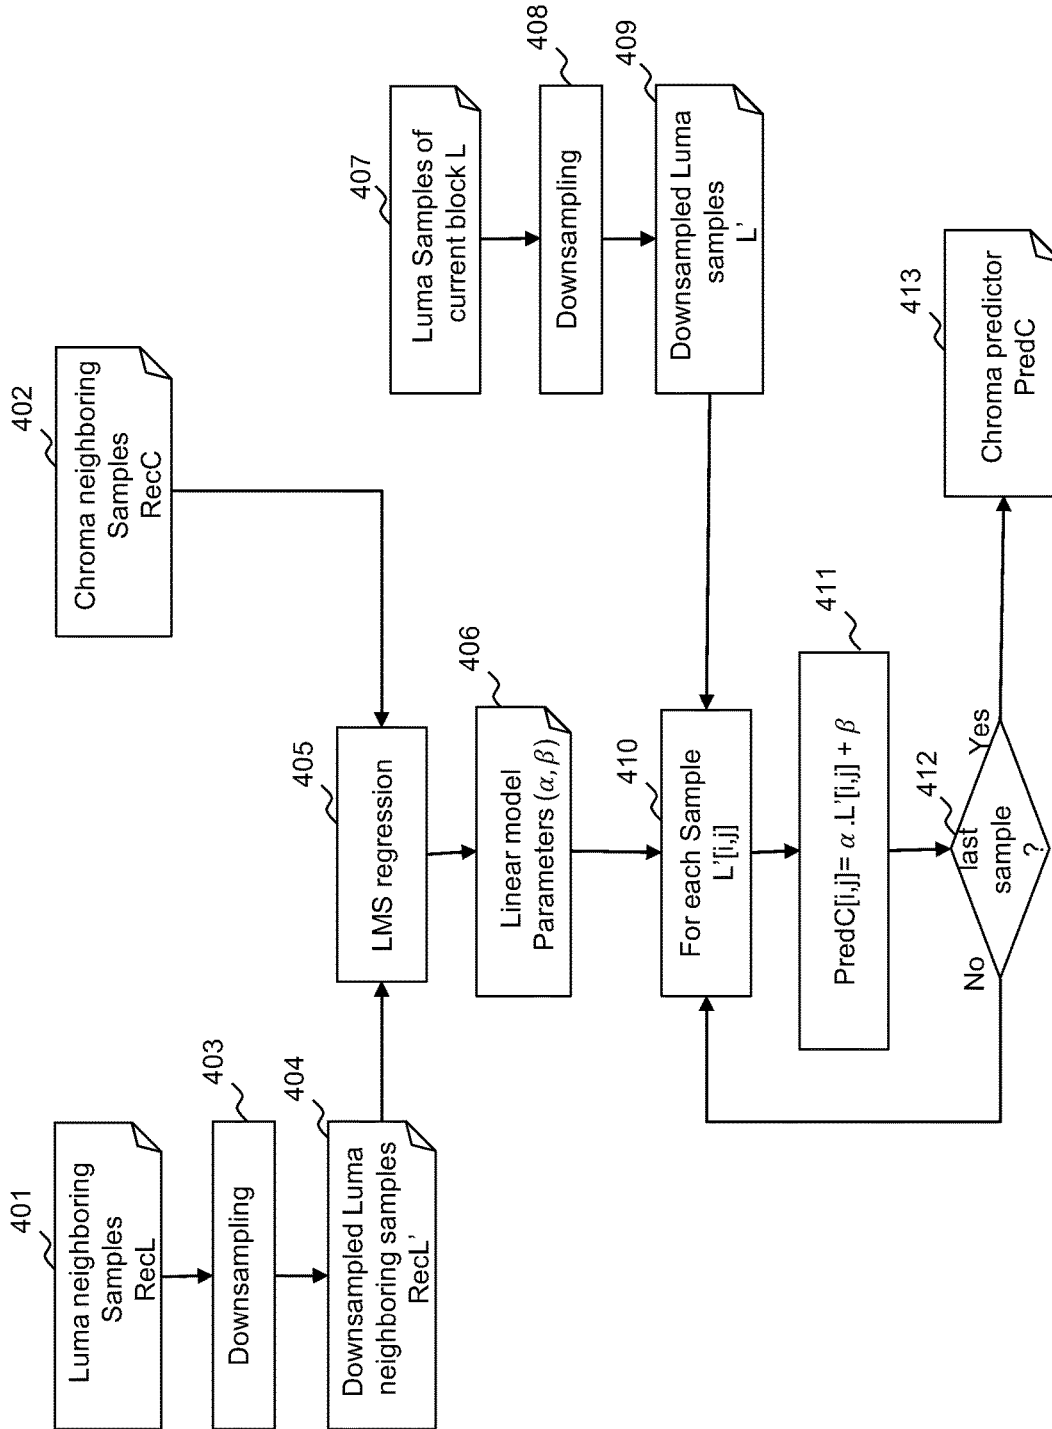 401
Luma neighboring
Samples
RecL
403
Downsampling
404
Downsampled Luma
neighboring samples
RecL'
402
Chroma neighboring
Samples
RecC
405
LMS regression
406
Linear model
Parameters (α, β)
407
Luma Samples of
current block L
408
Downsampling
409
Downsampled Luma
samples
L'
410
For each Sample
L'[i,j]
411
PredC[i,j]= α .L'[i,j] + β
412
last
sample
?
No
Yes
413
Chroma predictor
PredC